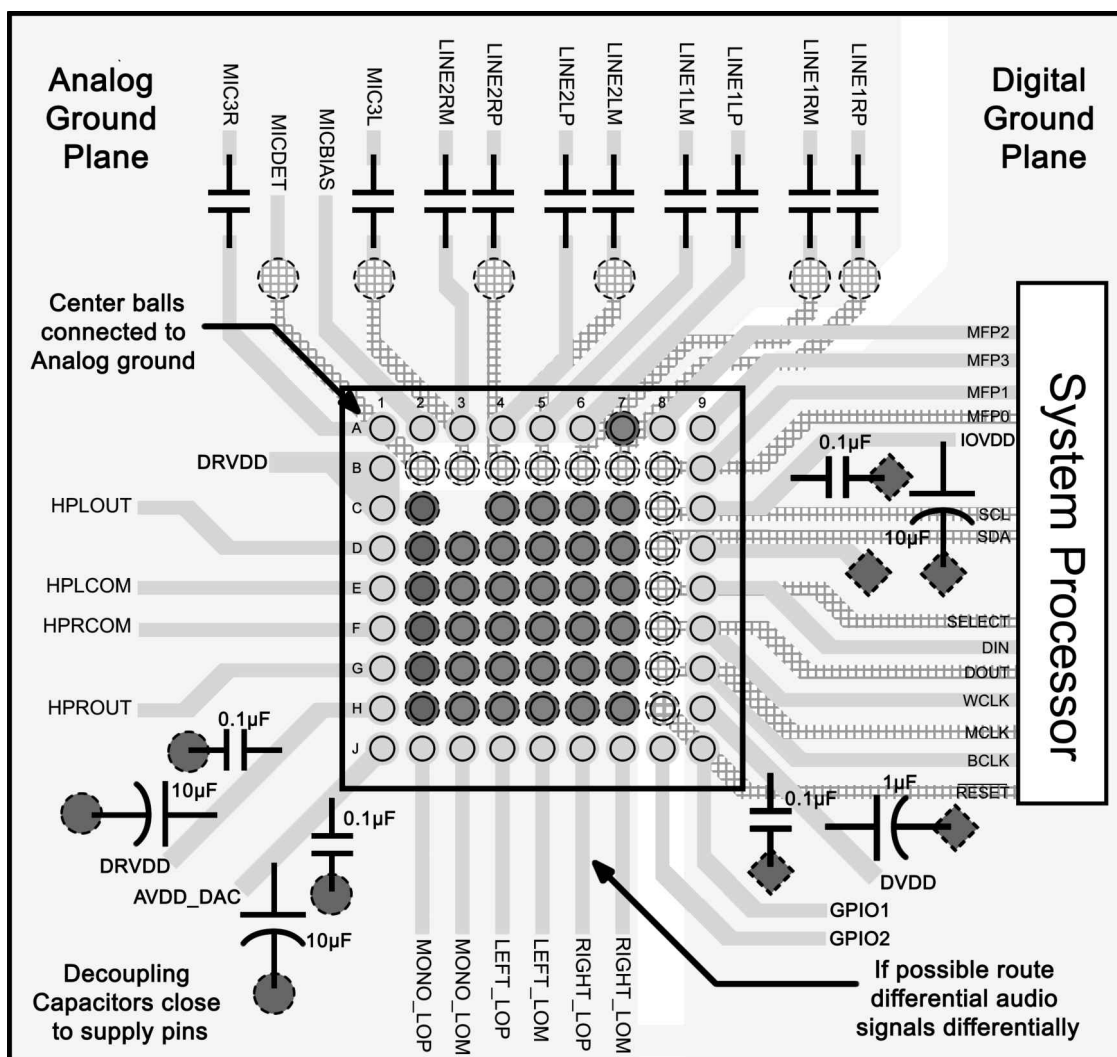 Analog
Ground
Plane
MIC3R
MICDET
MICBIAS
MIC3L
LINE2RM
LINE2RP
LINE2LP
LINE2LM
LINE1LM
LINE1LP
LINE1RM
LINE1RP
Digital
Ground
Plane
Center balls
connected to
Analog ground
1 2 3 4 5 6 7 8 9
A
B
C
D
E
F
G
H
J
DRVDD
HPLOUT
HPLCOM
HPRCOM
HPROUT
MFP2
MFP3
MFP1
MFP0
IOVDD
0.1µF
SCL
10µF
SDA
SELECT
DIN
DOUT
WCLK
MCLK
BCLK
RESET
System Processor
0.1µF
10µF
DRVDD
0.1µF
AVDD_DAC
10µF
0.1µF
1µF
DVDD
GPIO1
GPIO2
MONO_LOP
MONO_LOM
LEFT_LOP
LEFT_LOM
RIGHT_LOP
RIGHT_LOM
Decoupling
Capacitors close
to supply pins
If possible route
differential audio
signals differentially